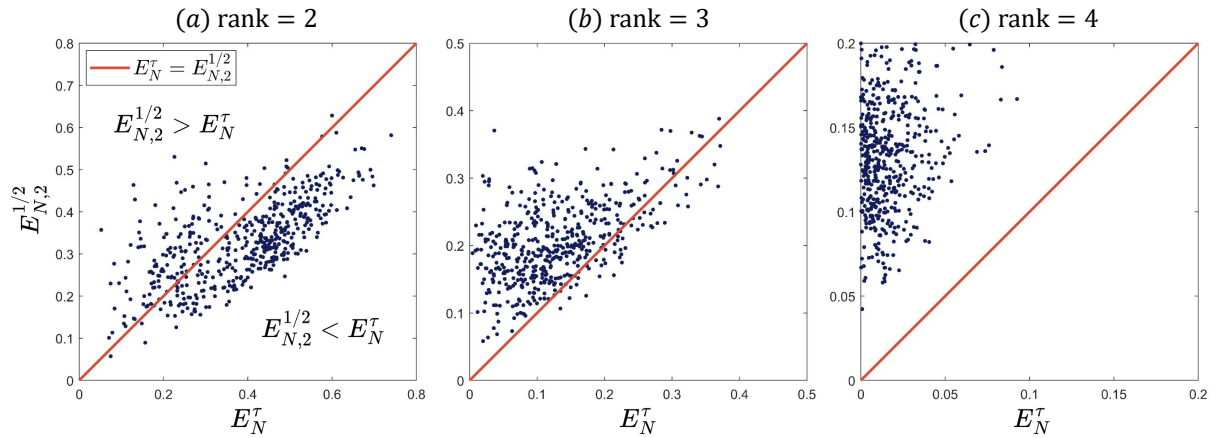 (a) rank = 2
0.8
0.7
0.6
0.5
0.4
0.3
0.2
0.1
0
E_{N,2}^{1/2}
E_N^τ = E_{N,2}^{1/2}
E_{N,2}^{1/2} > E_N^τ
E_{N,2}^{1/2} < E_N^τ
0 0.2 0.4 0.6 0.8
E_N^τ
(b) rank = 3
0.5
0.4
0.3
0.2
0.1
0
0 0.1 0.2 0.3 0.4 0.5
E_N^τ
(c) rank = 4
0.2
0.15
0.1
0.05
0
0 0.05 0.1 0.15 0.2
E_N^τ